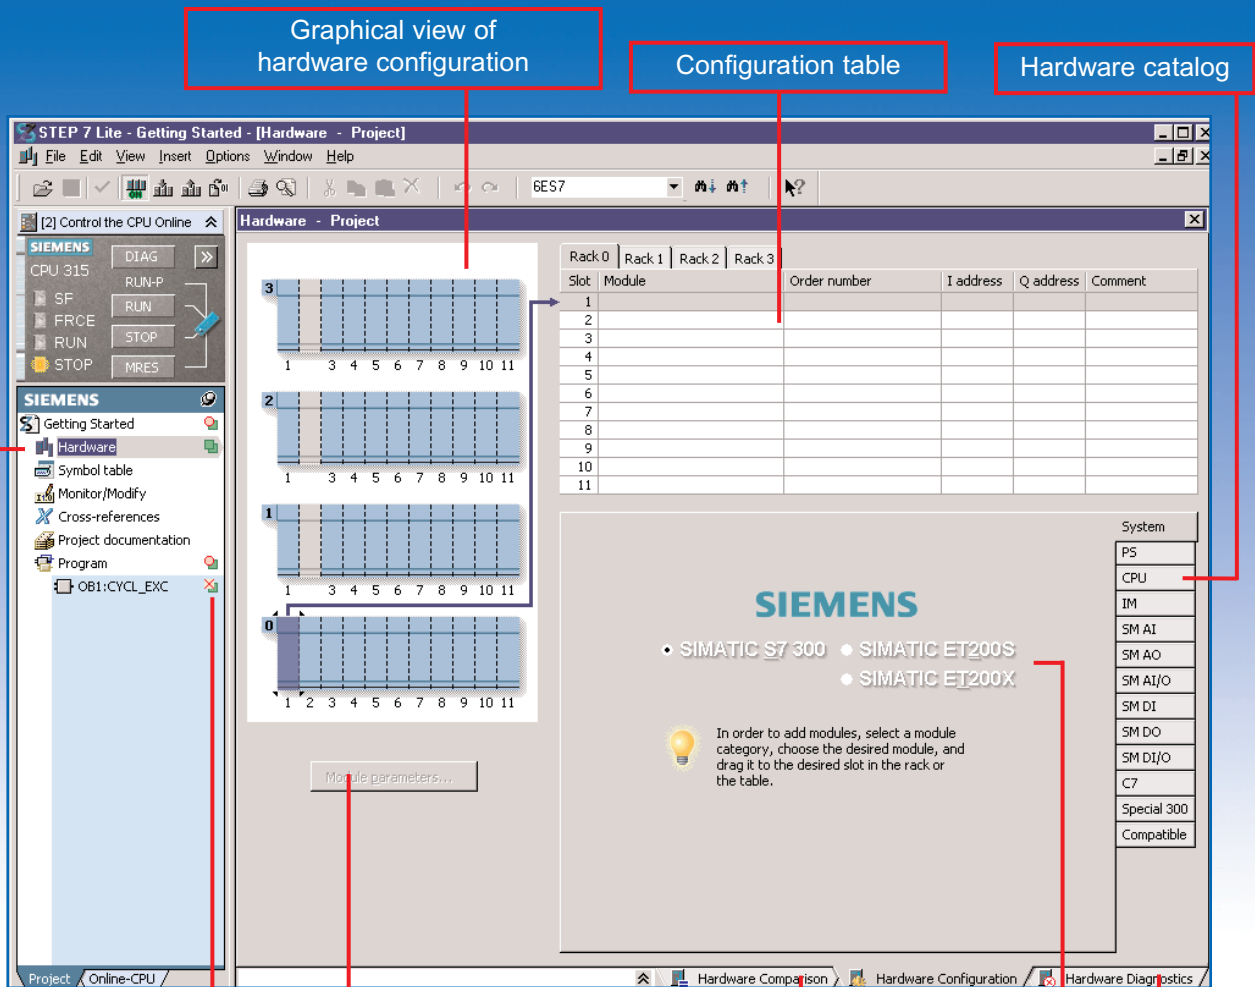 Graphical view of
hardware configuration
Configuration table
Hardware catalog
STEP 7 Lite - Getting Started - [Hardware - Project]
File Edit View Insert Options Window Help
6ES7
[2] Control the CPU Online
Hardware - Project
SIEMENS
CPU 315
DIAG
RUN-P
SF
RUN
FRCE
RUN
STOP
STOP
MRES
SIEMENS
Getting Started
Hardware
Symbol table
Monitor/Modify
Cross-references
Project documentation
Program
OB1:CYCL_EXC
3
1 3 4 5 6 7 8 9 10 11
2
1 3 4 5 6 7 8 9 10 11
1
1 3 4 5 6 7 8 9 10 11
0
1 2 3 4 5 6 7 8 9 10 11
Module parameters...
Rack 0 Rack 1 Rack 2 Rack 3
Slot Module Order number I address Q address Comment
1
2
3
4
5
6
7
8
9
10
11
SIEMENS
SIMATIC S7 300 SIMATIC ET200S
SIMATIC ET200X
In order to add modules, select a module
category, choose the desired module, and
drag it to the desired slot in the rack or
the table.
System
PS
CPU
IM
SM AI
SM AO
SM AI/O
SM DI
SM DO
SM DI/O
C7
Special 300
Compatible
Project Online-CPU
Hardware Comparison Hardware Configuration Hardware Diagnostics